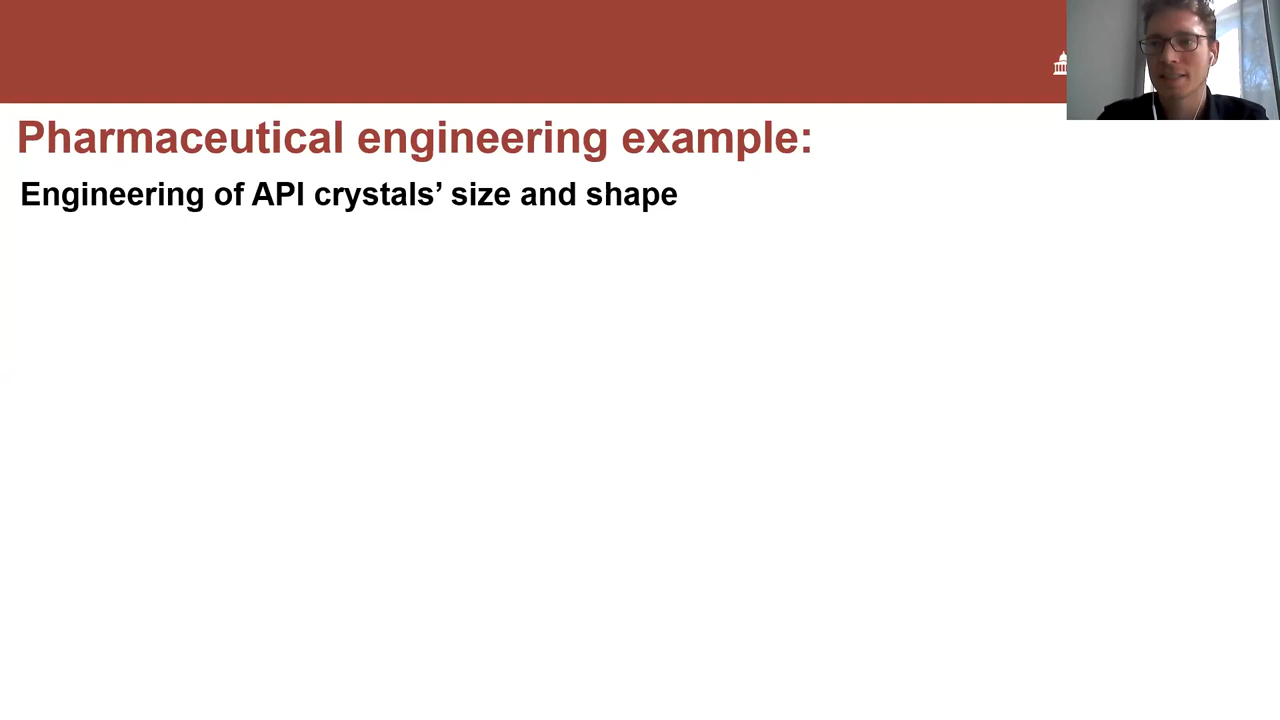 Pharmaceutical engineering example:
Engineering of API crystals’ size and shape